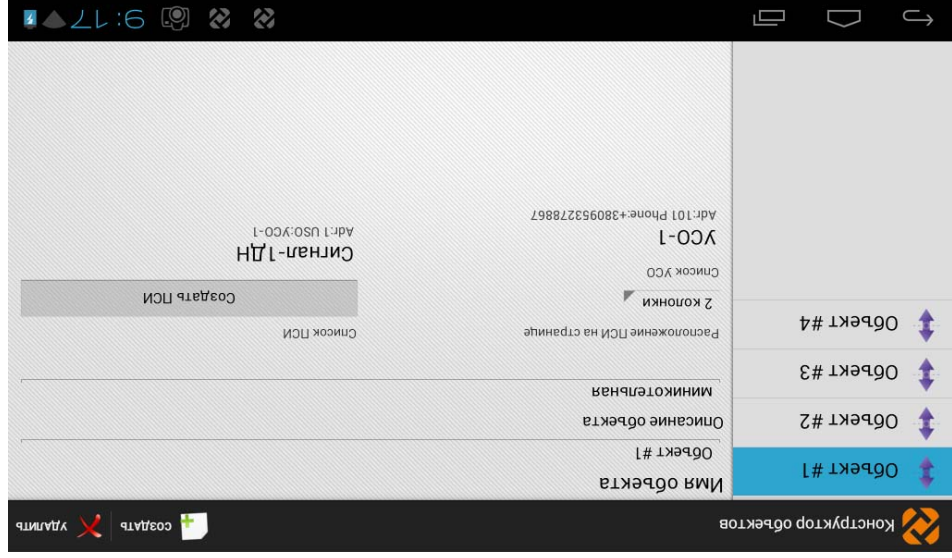 Конструктор объектов
СОЗДАТЬ
УДАЛИТЬ
Объект #1
Объект #2
Объект #3
Объект #4
Имя объекта
Объект #1
Описание объекта
миникотельная
Расположение ПСИ на странице
2 колонки
Список УСО
УСО-1
Adr:101 Phone:+380953278867
Список ПСИ
Создать ПСИ
Сигнал-1ДН
Adr:1 USO:УСО-1
9:17